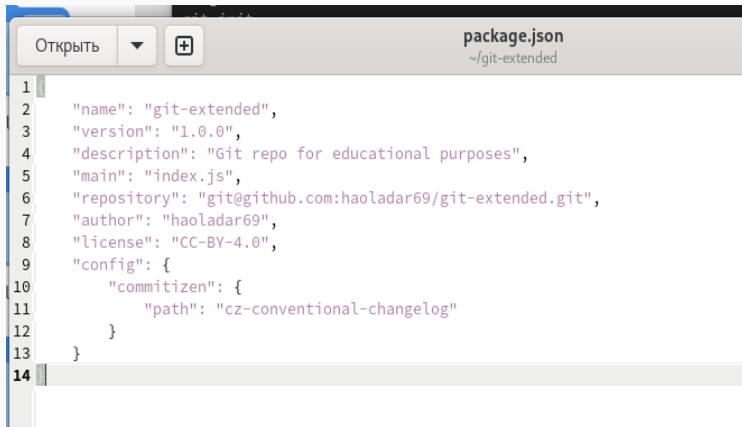 git init
Открыть
package.json
~/git-extended
1 {
2     "name": "git-extended",
3     "version": "1.0.0",
4     "description": "Git repo for educational purposes",
5     "main": "index.js",
6     "repository": "git@github.com:haoladar69/git-extended.git",
7     "author": "haoladar69",
8     "license": "CC-BY-4.0",
9     "config": {
10         "commitizen": {
11             "path": "cz-conventional-changelog"
12         }
13     }
14 }